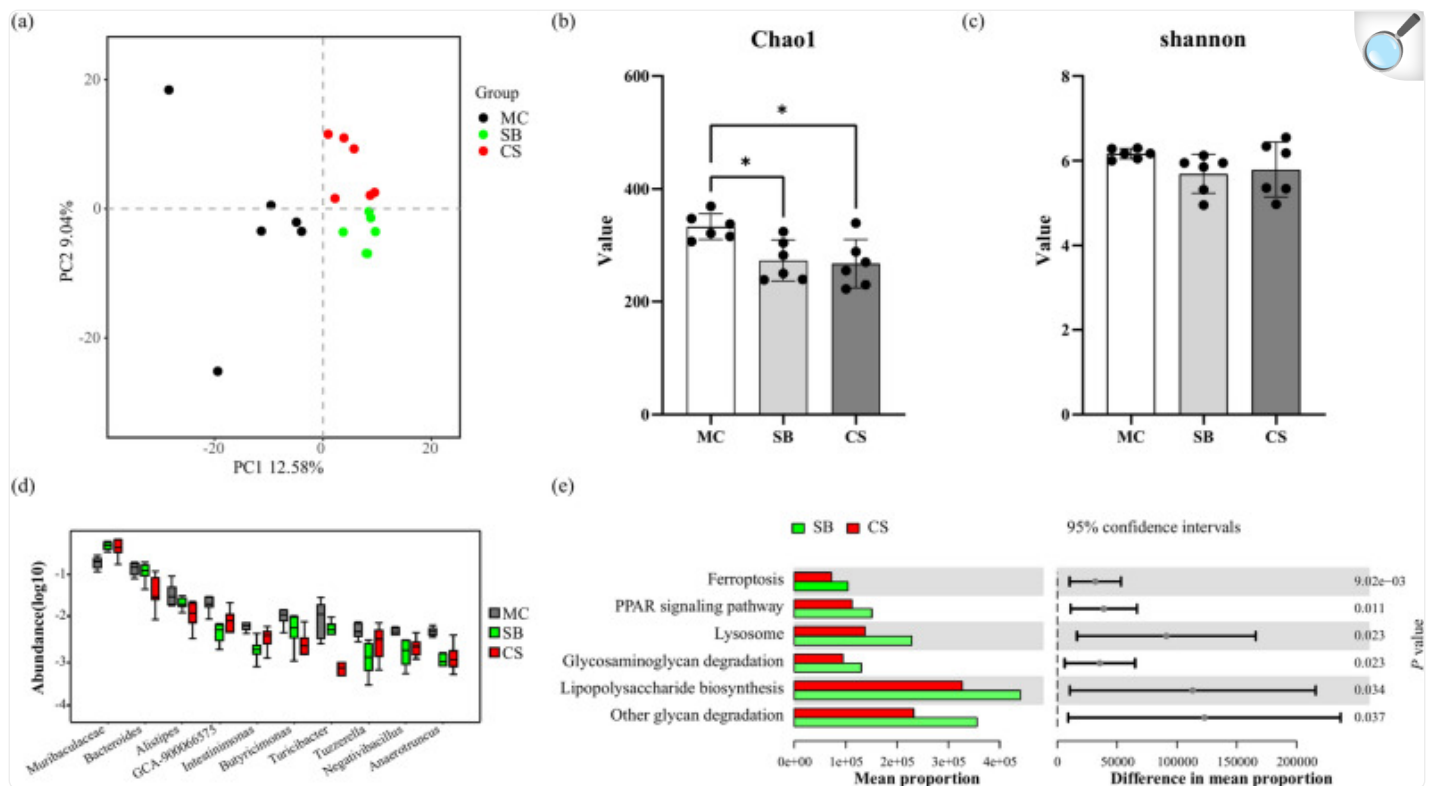 (a)
20
0
-20
PC2 9.04%
-20
0
20
PC1 12.58%
Group
MC
SB
CS
(b)
Chao1
600
400
200
0
Value
*
*
MC
SB
CS
(c)
shannon
8
6
4
2
0
Value
MC
SB
CS
(d)
Abundance(log10)
-1
-2
-3
-4
MC
SB
CS
Muribaculaceae
Bacteroides
Alistipes
GCA-900066575
Intestinimonas
Butyricimonas
Turicibacter
Tuzzerella
Negativibacillus
Anaerotruncus
(e)
SB
CS
95% confidence intervals
Ferroptosis
9.02e−03
PPAR signaling pathway
0.011
Lysosome
0.023
Glycosaminoglycan degradation
0.023
Lipopolysaccharide biosynthesis
0.034
Other glycan degradation
0.037
P value
0e+00
1e+05
2e+05
3e+05
4e+05
Mean proportion
0
50000
100000
150000
200000
Difference in mean proportion